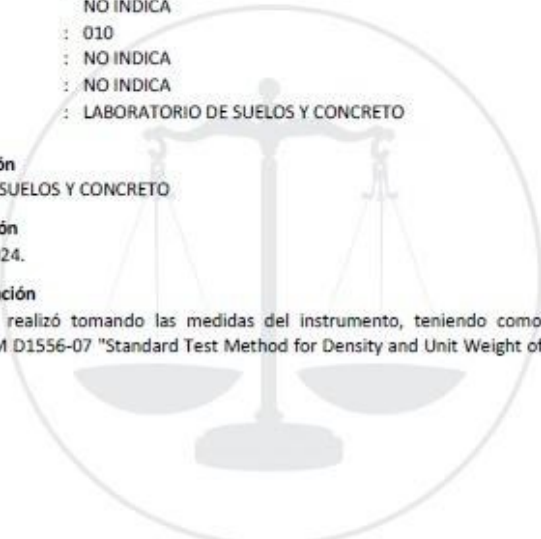 NO INDICA
: 010
: NO INDICA
: NO INDICA
: LABORATORIO DE SUELOS Y CONCRETO
ón
SUELOS Y CONCRETO
ón
24.
ación
realizó tomando las medidas del instrumento, teniendo como
M D1556-07 "Standard Test Method for Density and Unit Weight of